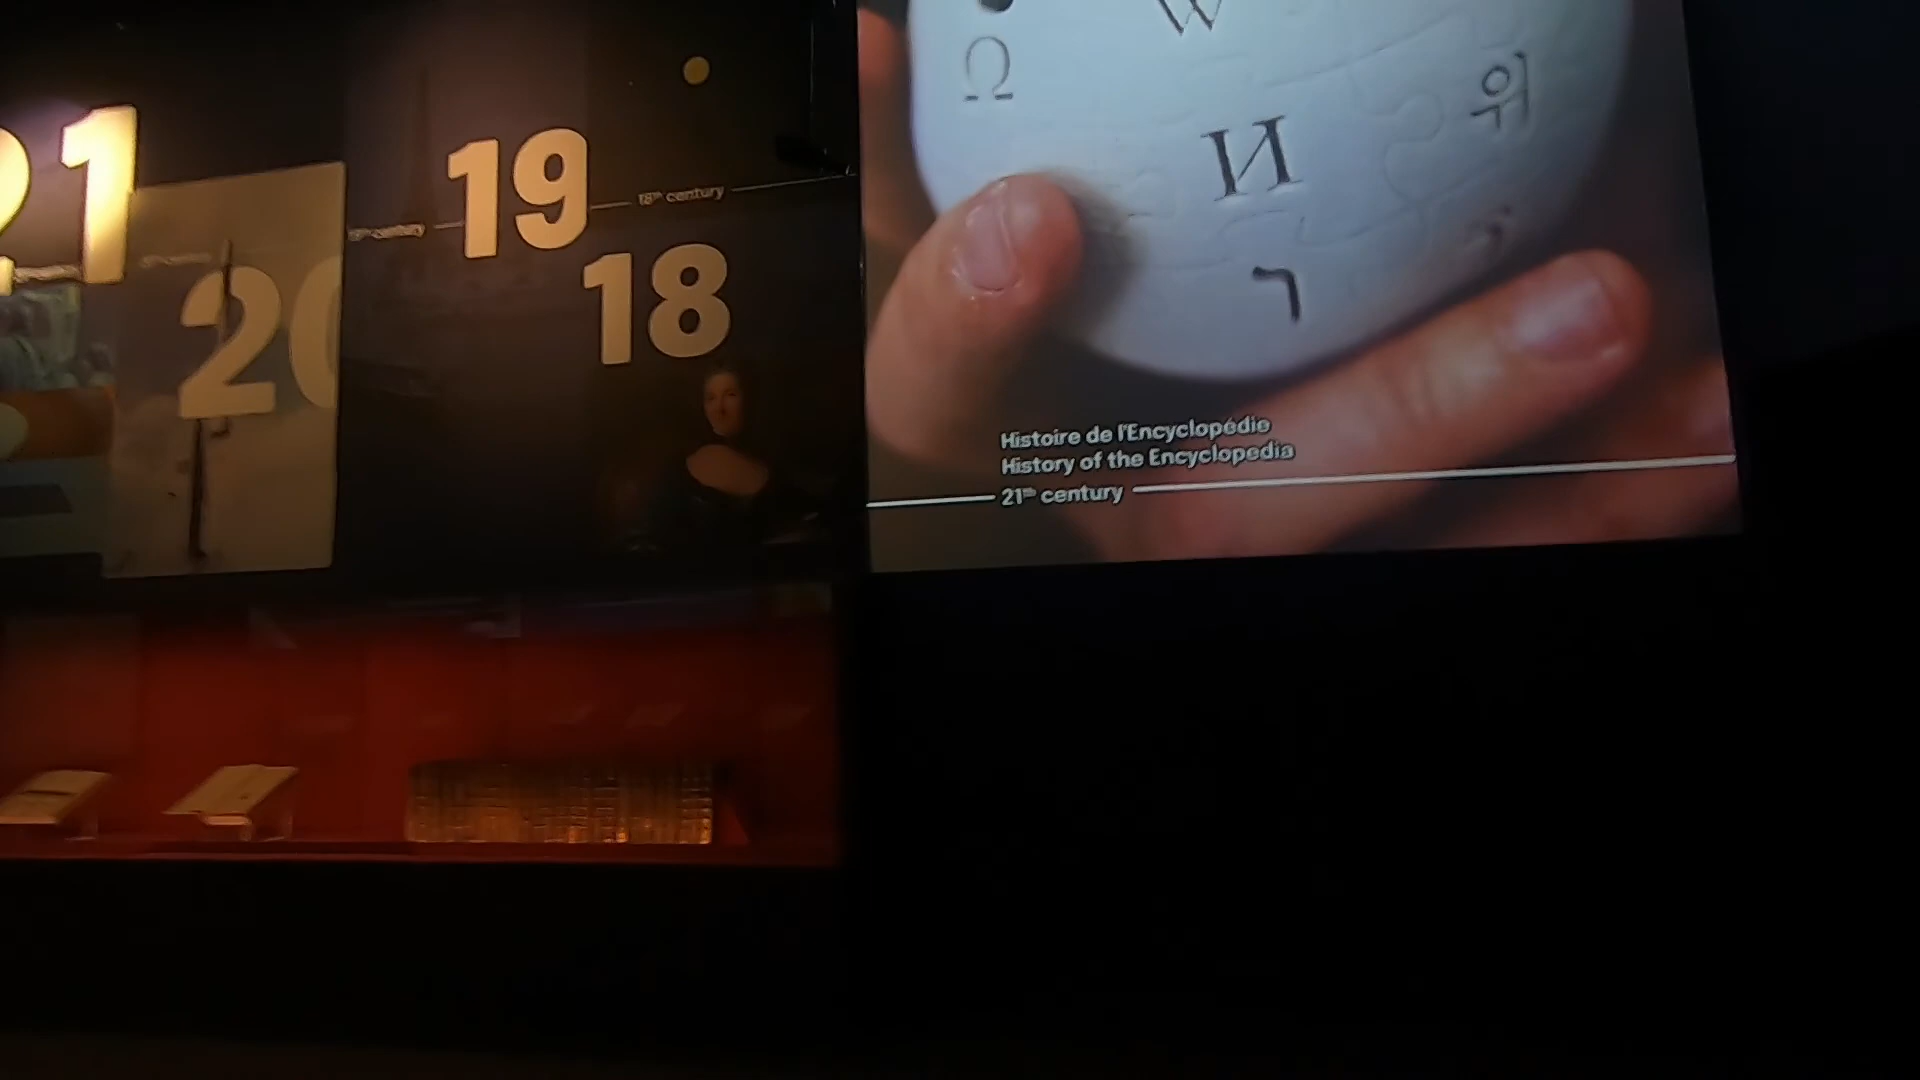 21
20
19
18th century
18
W
Ω
И
위
ר
Histoire de l'Encyclopédie
History of the Encyclopedia
21th century